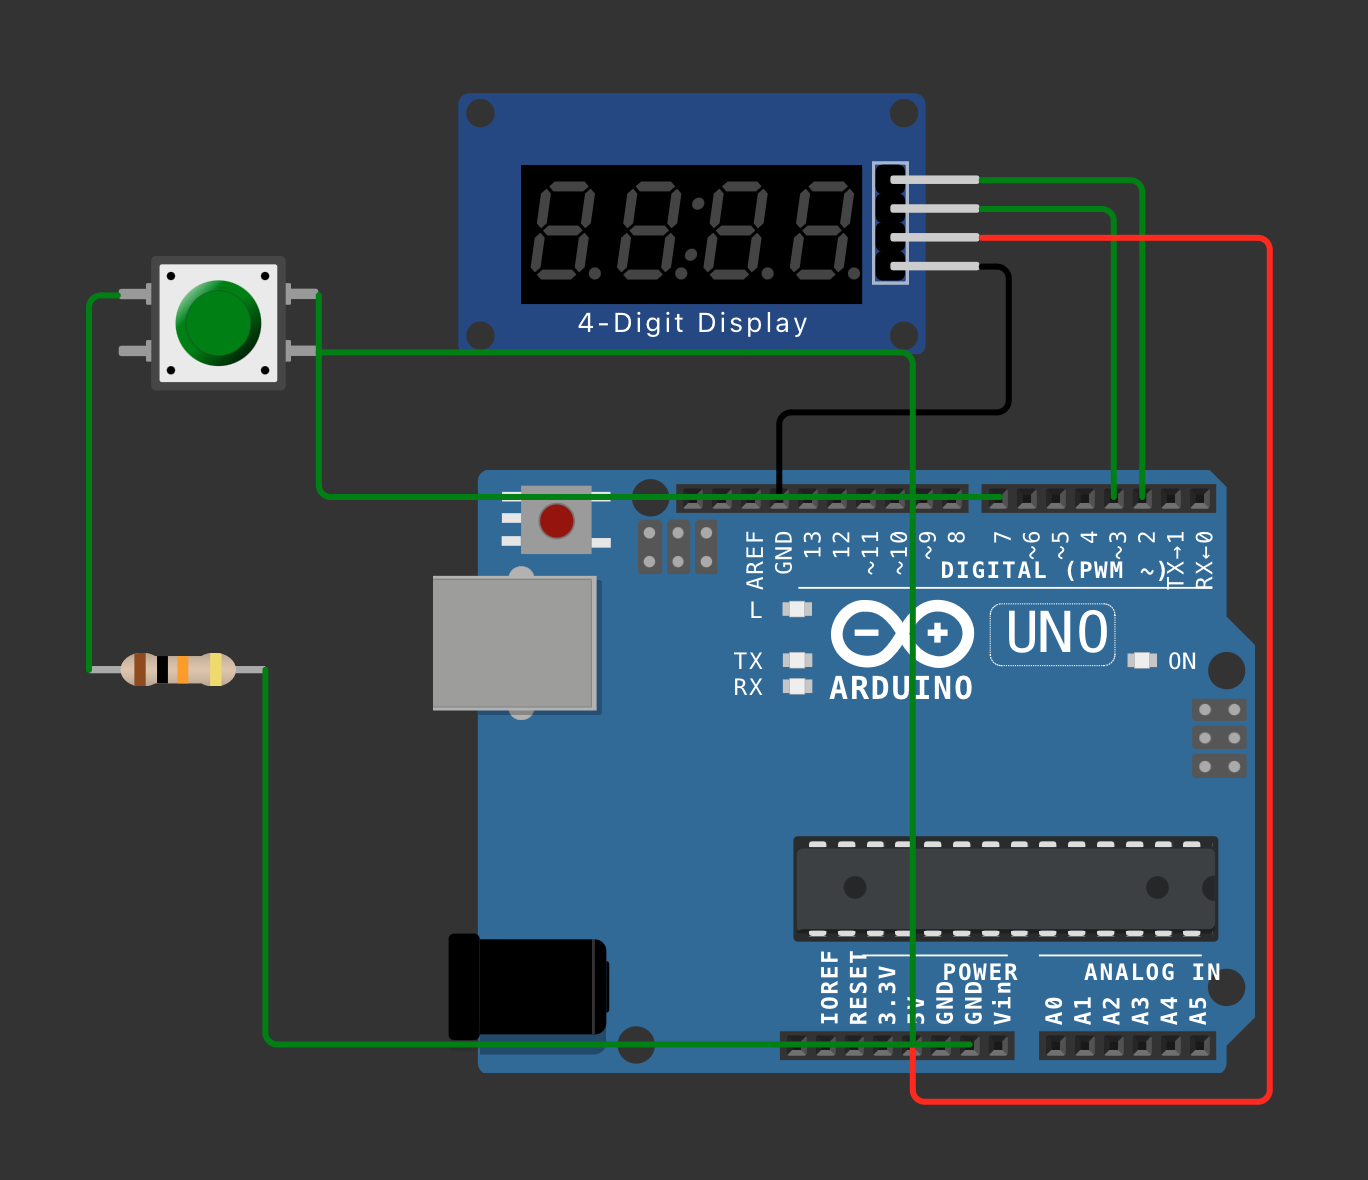 4-Digit Display
AREF
GND
13
12
~11
~10
~9
8
7
~6
~5
4
~3
2
TX→1
RX←0
DIGITAL (PWM ~)
L
TX
RX
UNO
ON
ARDUINO
IOREF
RESET
3.3V
5V
GND
GND
Vin
POWER
ANALOG IN
A0
A1
A2
A3
A4
A5